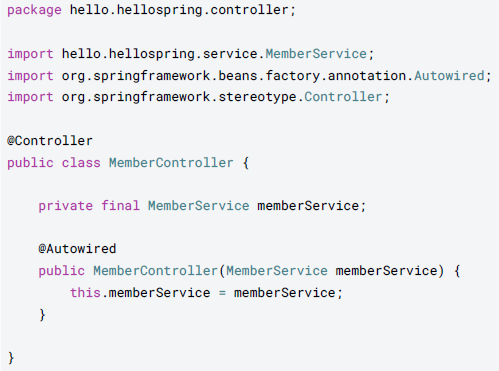 package hello.hellospring.controller;
import hello.hellospring.service.MemberService;
import org.springframework.beans.factory.annotation.Autowired;
import org.springframework.stereotype.Controller;
@Controller
public class MemberController {
private final MemberService memberService;
@Autowired
public MemberController(MemberService memberService) {
this.memberService = memberService;
}
}